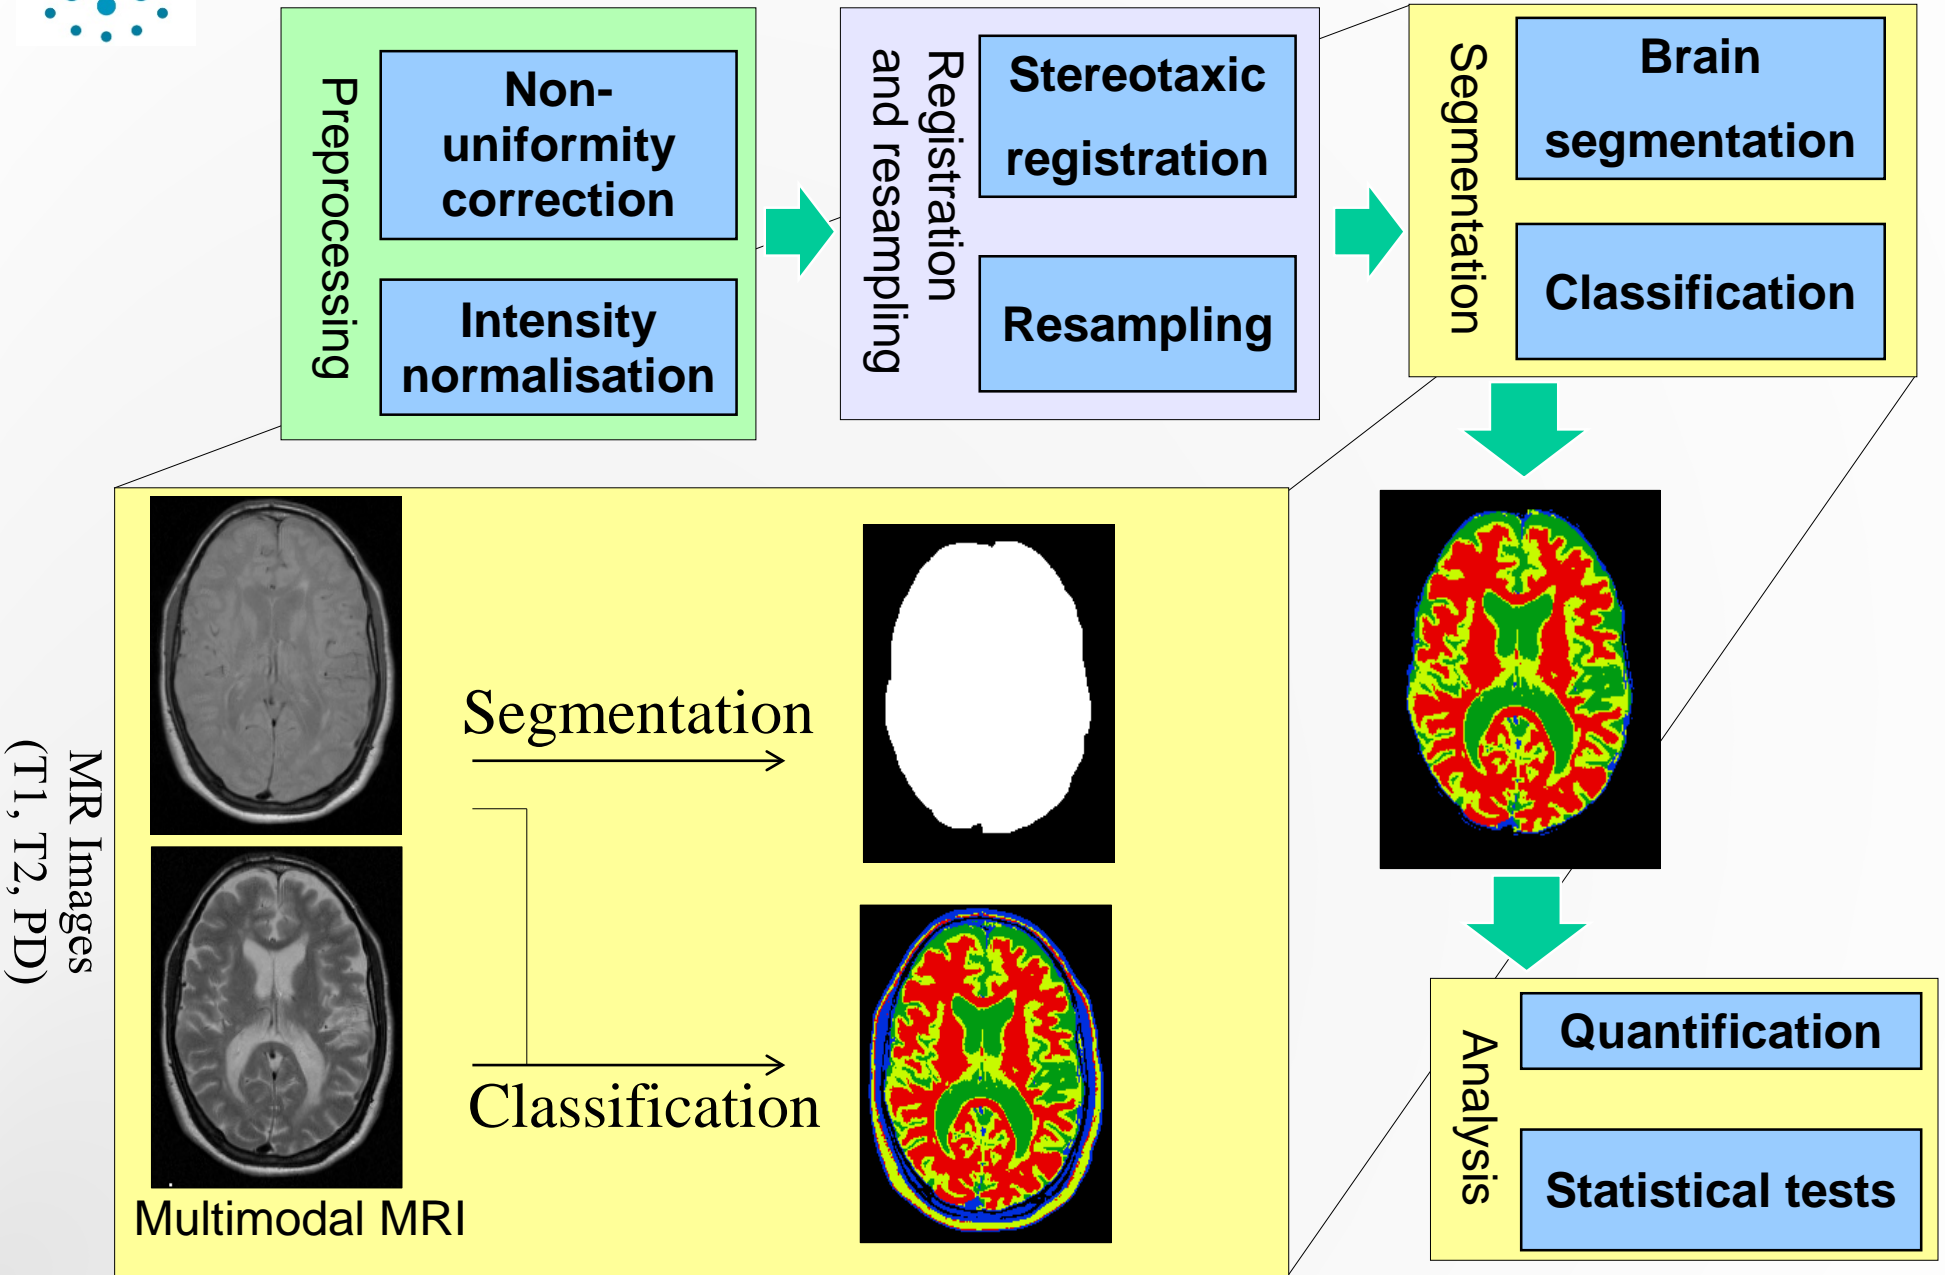 Preprocessing
Non-
uniformity
correction
Intensity
normalisation
Registration
and resampling
Stereotaxic
registration
Resampling
Segmentation
Brain
segmentation
Classification
MR Images
(T1, T2, PD)
Segmentation
Classification
Multimodal MRI
Analysis
Quantification
Statistical tests